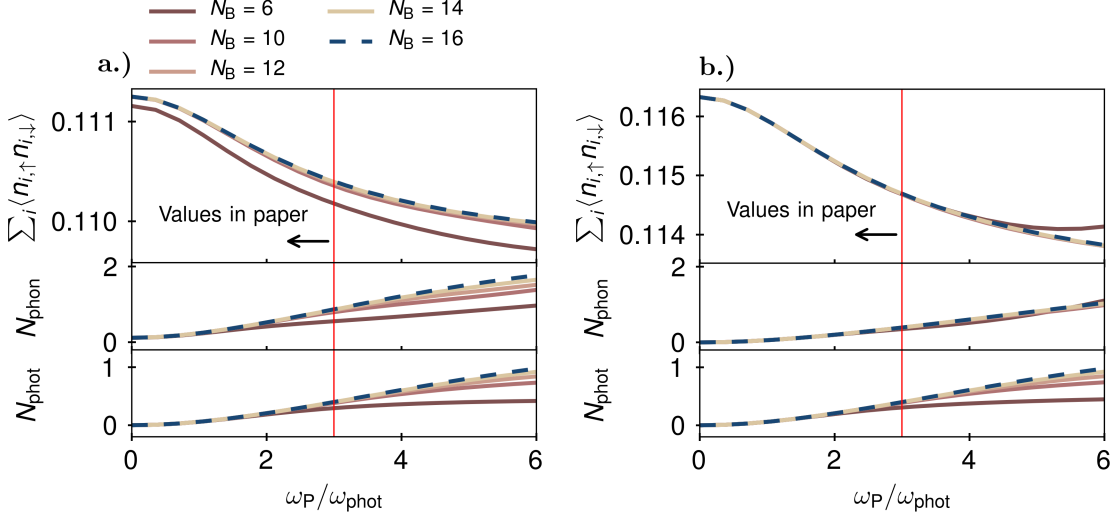 N_B = 6
N_B = 10
N_B = 12
N_B = 14
N_B = 16
a.)
0.111
0.110
∑_i⟨n_{i,↑} n_{i,↓}⟩
Values in paper
2
0
N_phon
1
0
N_phot
0 2 4 6
ω_P/ω_phot
b.)
0.116
0.115
0.114
∑_i⟨n_{i,↑} n_{i,↓}⟩
Values in paper
2
0
N_phon
1
0
N_phot
0 2 4 6
ω_P/ω_phot